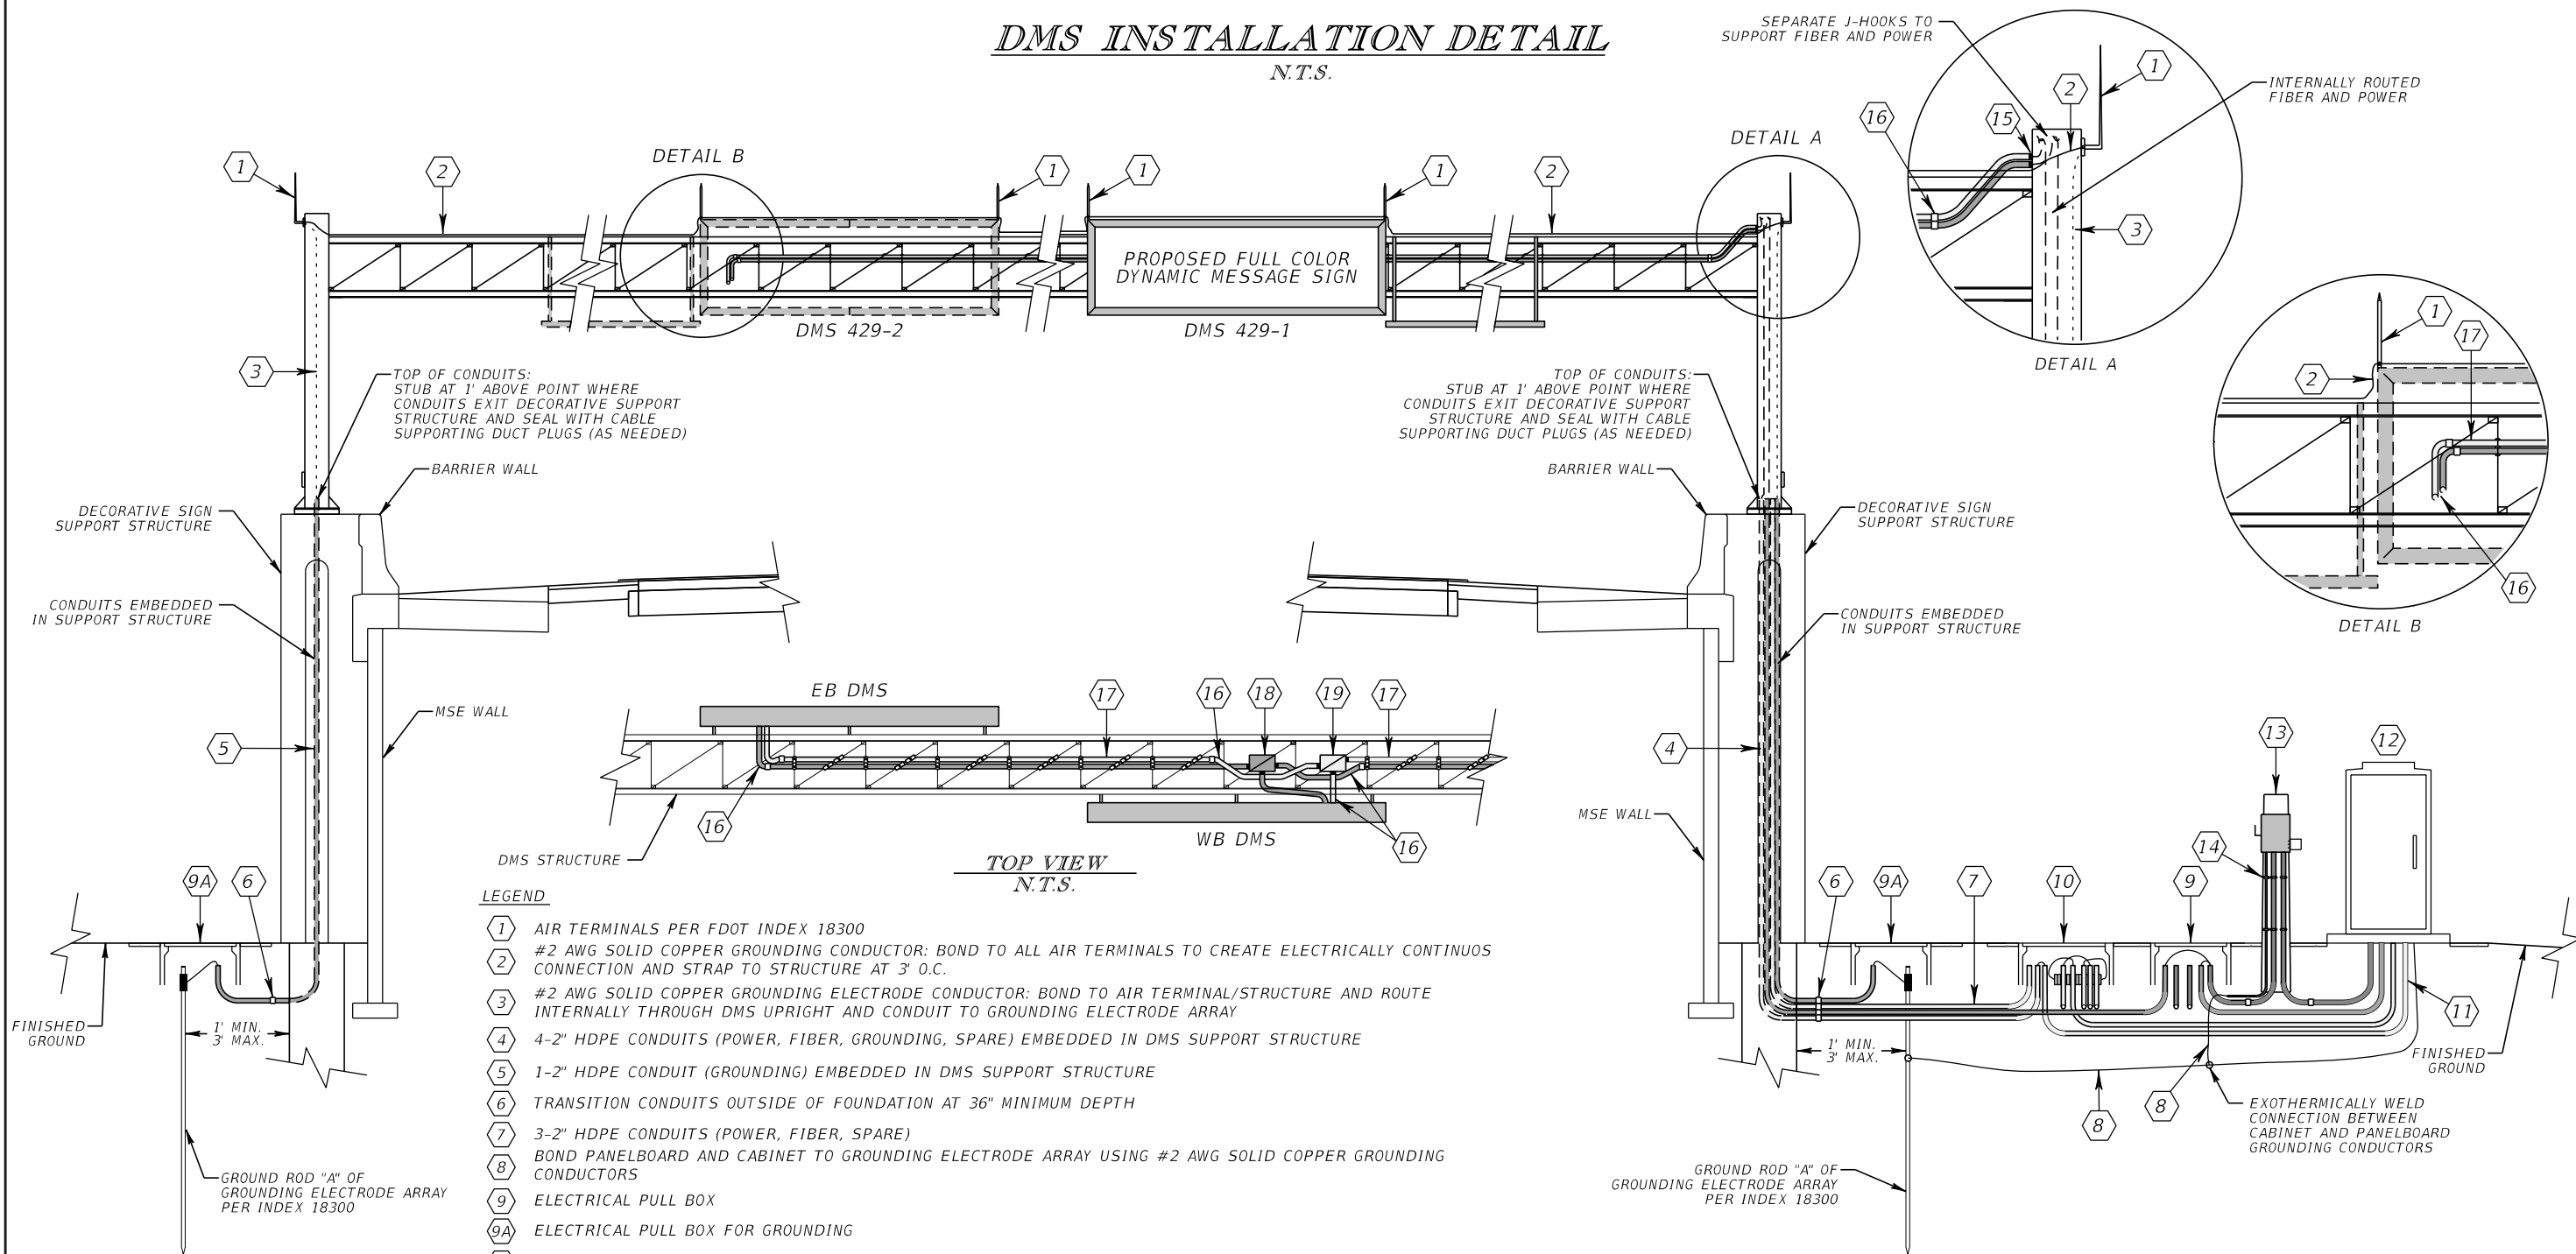 DMS INSTALLATION DETAIL
N.T.S.
SEPARATE J-HOOKS TO
SUPPORT FIBER AND POWER
1
2
INTERNALLY ROUTED
FIBER AND POWER
16
15
3
DETAIL A
1
2
DETAIL B
1
1
1
2
DETAIL A
PROPOSED FULL COLOR
DYNAMIC MESSAGE SIGN
DMS 429-2
DMS 429-1
1
17
2
16
DETAIL B
3
TOP OF CONDUITS:
STUB AT 1' ABOVE POINT WHERE
CONDUITS EXIT DECORATIVE SUPPORT
STRUCTURE AND SEAL WITH CABLE
SUPPORTING DUCT PLUGS (AS NEEDED)
TOP OF CONDUITS:
STUB AT 1' ABOVE POINT WHERE
CONDUITS EXIT DECORATIVE SUPPORT
STRUCTURE AND SEAL WITH CABLE
SUPPORTING DUCT PLUGS (AS NEEDED)
BARRIER WALL
BARRIER WALL
DECORATIVE SIGN
SUPPORT STRUCTURE
DECORATIVE SIGN
SUPPORT STRUCTURE
CONDUITS EMBEDDED
IN SUPPORT STRUCTURE
CONDUITS EMBEDDED
IN SUPPORT STRUCTURE
MSE WALL
5
EB DMS
17
16
18
19
17
16
16
WB DMS
DMS STRUCTURE
TOP VIEW
N.T.S.
4
MSE WALL
13
12
14
9A
6
6
9A
7
10
9
11
FINISHED
GROUND
1' MIN.
3' MAX.
1' MIN.
3' MAX.
FINISHED
GROUND
8
8
EXOTHERMICALLY WELD
CONNECTION BETWEEN
CABINET AND PANELBOARD
GROUNDING CONDUCTORS
GROUND ROD "A" OF
GROUNDING ELECTRODE ARRAY
PER INDEX 18300
GROUND ROD "A" OF
GROUNDING ELECTRODE ARRAY
PER INDEX 18300
LEGEND
1 AIR TERMINALS PER FDOT INDEX 18300
2 #2 AWG SOLID COPPER GROUNDING CONDUCTOR: BOND TO ALL AIR TERMINALS TO CREATE ELECTRICALLY CONTINUOS
CONNECTION AND STRAP TO STRUCTURE AT 3' O.C.
3 #2 AWG SOLID COPPER GROUNDING ELECTRODE CONDUCTOR: BOND TO AIR TERMINAL/STRUCTURE AND ROUTE
INTERNALLY THROUGH DMS UPRIGHT AND CONDUIT TO GROUNDING ELECTRODE ARRAY
4 4-2" HDPE CONDUITS (POWER, FIBER, GROUNDING, SPARE) EMBEDDED IN DMS SUPPORT STRUCTURE
5 1-2" HDPE CONDUIT (GROUNDING) EMBEDDED IN DMS SUPPORT STRUCTURE
6 TRANSITION CONDUITS OUTSIDE OF FOUNDATION AT 36" MINIMUM DEPTH
7 3-2" HDPE CONDUITS (POWER, FIBER, SPARE)
8 BOND PANELBOARD AND CABINET TO GROUNDING ELECTRODE ARRAY USING #2 AWG SOLID COPPER GROUNDING
CONDUCTORS
9 ELECTRICAL PULL BOX
9A ELECTRICAL PULL BOX FOR GROUNDING